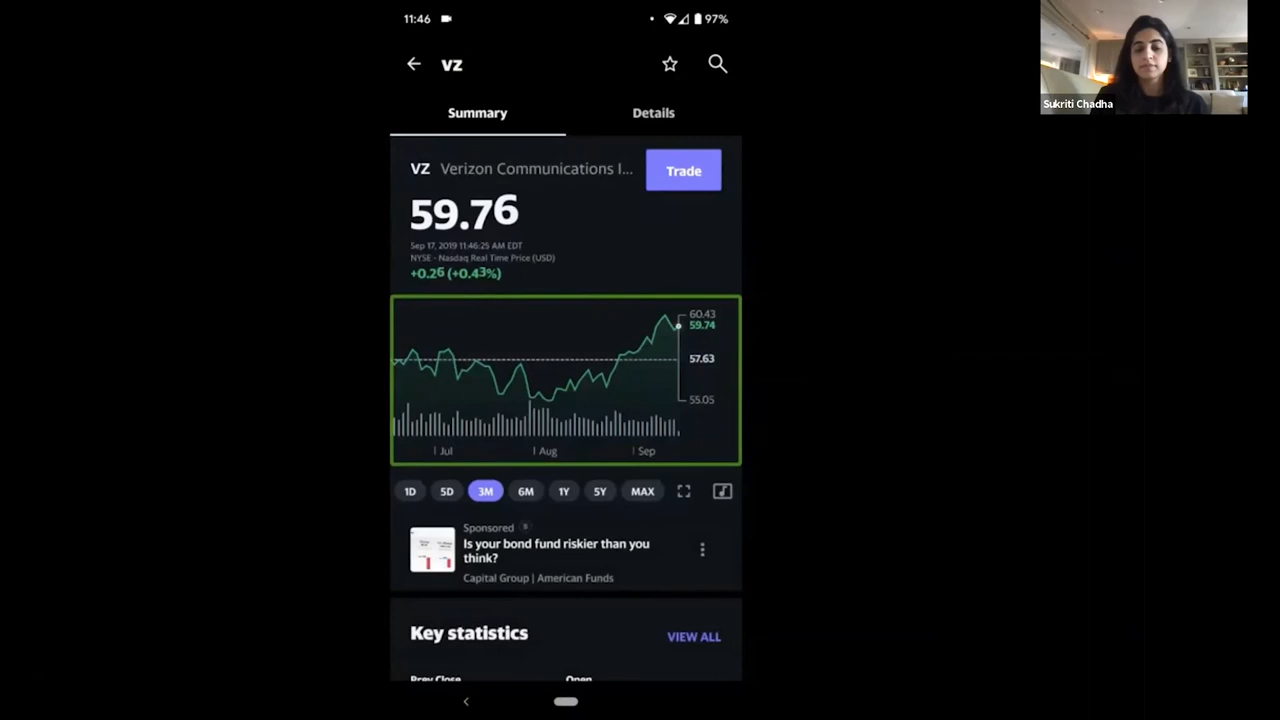 11:46
97%
VZ
Summary
Details
VZ Verizon Communications I...
Trade
59.76
Sep 17, 2019 11:46:25 AM EDT
NYSE - Nasdaq Real Time Price (USD)
+0.26 (+0.43%)
60.43
59.74
57.63
55.05
Jul
Aug
Sep
1D
5D
3M
6M
1Y
5Y
MAX
Sponsored
Is your bond fund riskier than you
think?
Capital Group | American Funds
Key statistics
VIEW ALL
Prev Close
Open
Sukriti Chadha